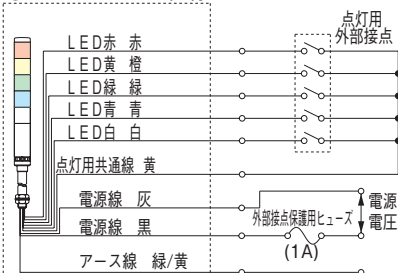 点灯用
外部接点
LED赤 赤
LED黄 橙
LED緑 緑
LED青 青
LED白 白
点灯用共通線 黄
電源線 灰
電源線 黒
外部接点保護用ヒューズ
(1A)
電源
電圧
アース線 緑/黄